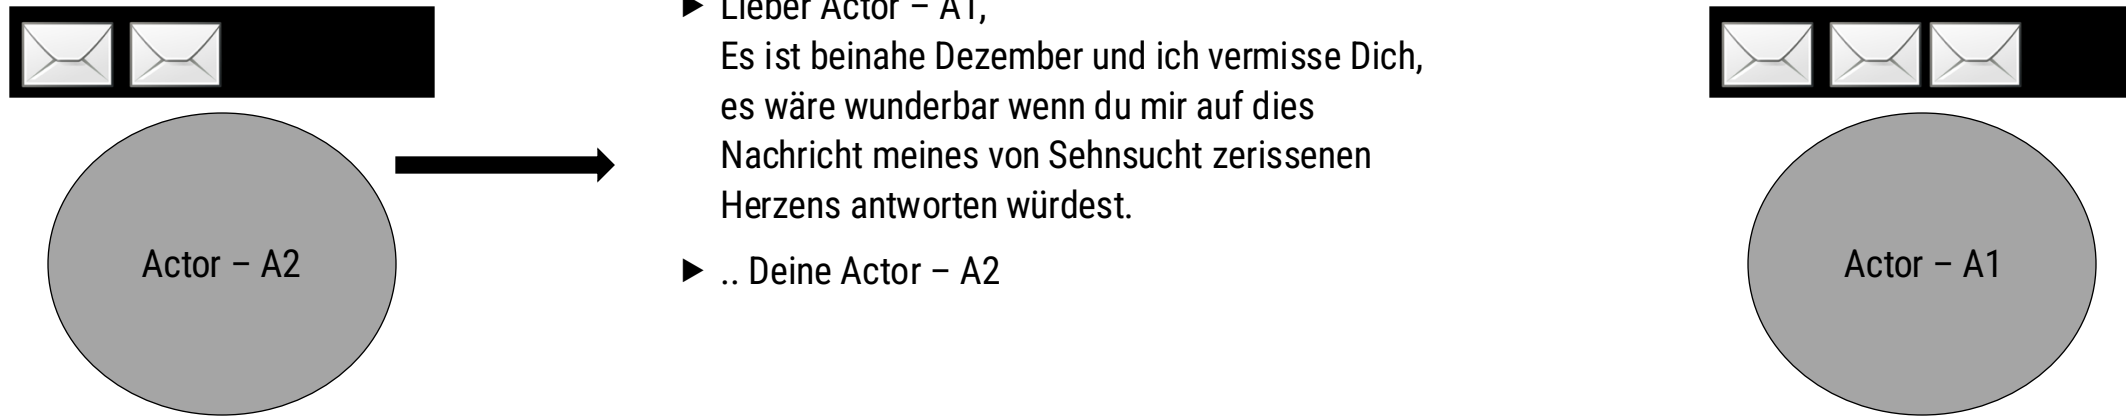 Lieber Actor – A1,
Es ist beinahe Dezember und ich vermisse Dich,
es wäre wunderbar wenn du mir auf dies
Nachricht meines von Sehnsucht zerissenen
Herzens antworten würdest.
.. Deine Actor – A2
Actor – A2
Actor – A1